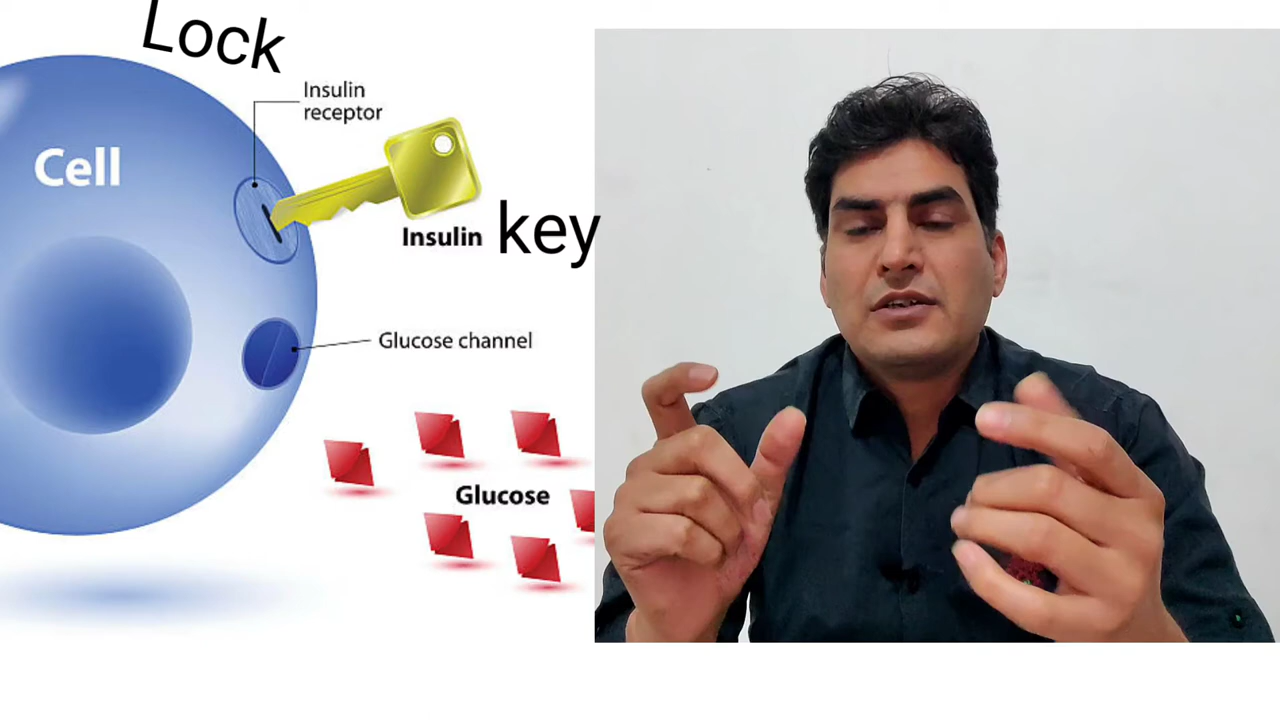 Lock
Insulin
receptor
Cell
Insulin key
Glucose channel
Glucose